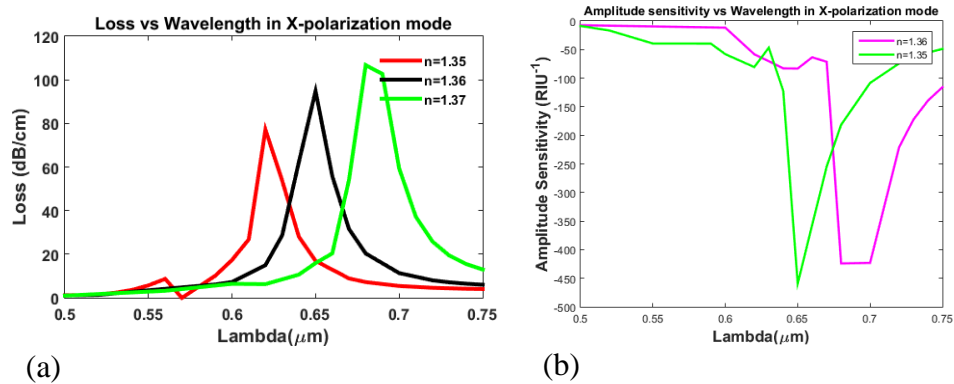 Loss vs Wavelength in X-polarization mode
120
100
80
60
40
20
0
0.5
0.55
0.6
0.65
0.7
0.75
Loss (dB/cm)
Lambda(μm)
n=1.35
n=1.36
n=1.37
(a)
Amplitude sensitivity vs Wavelength in X-polarization mode
0
-50
-100
-150
-200
-250
-300
-350
-400
-450
-500
0.5
0.55
0.6
0.65
0.7
0.75
Amplitude Sensitivity (RIU⁻¹)
Lambda(μm)
n=1.36
n=1.35
(b)